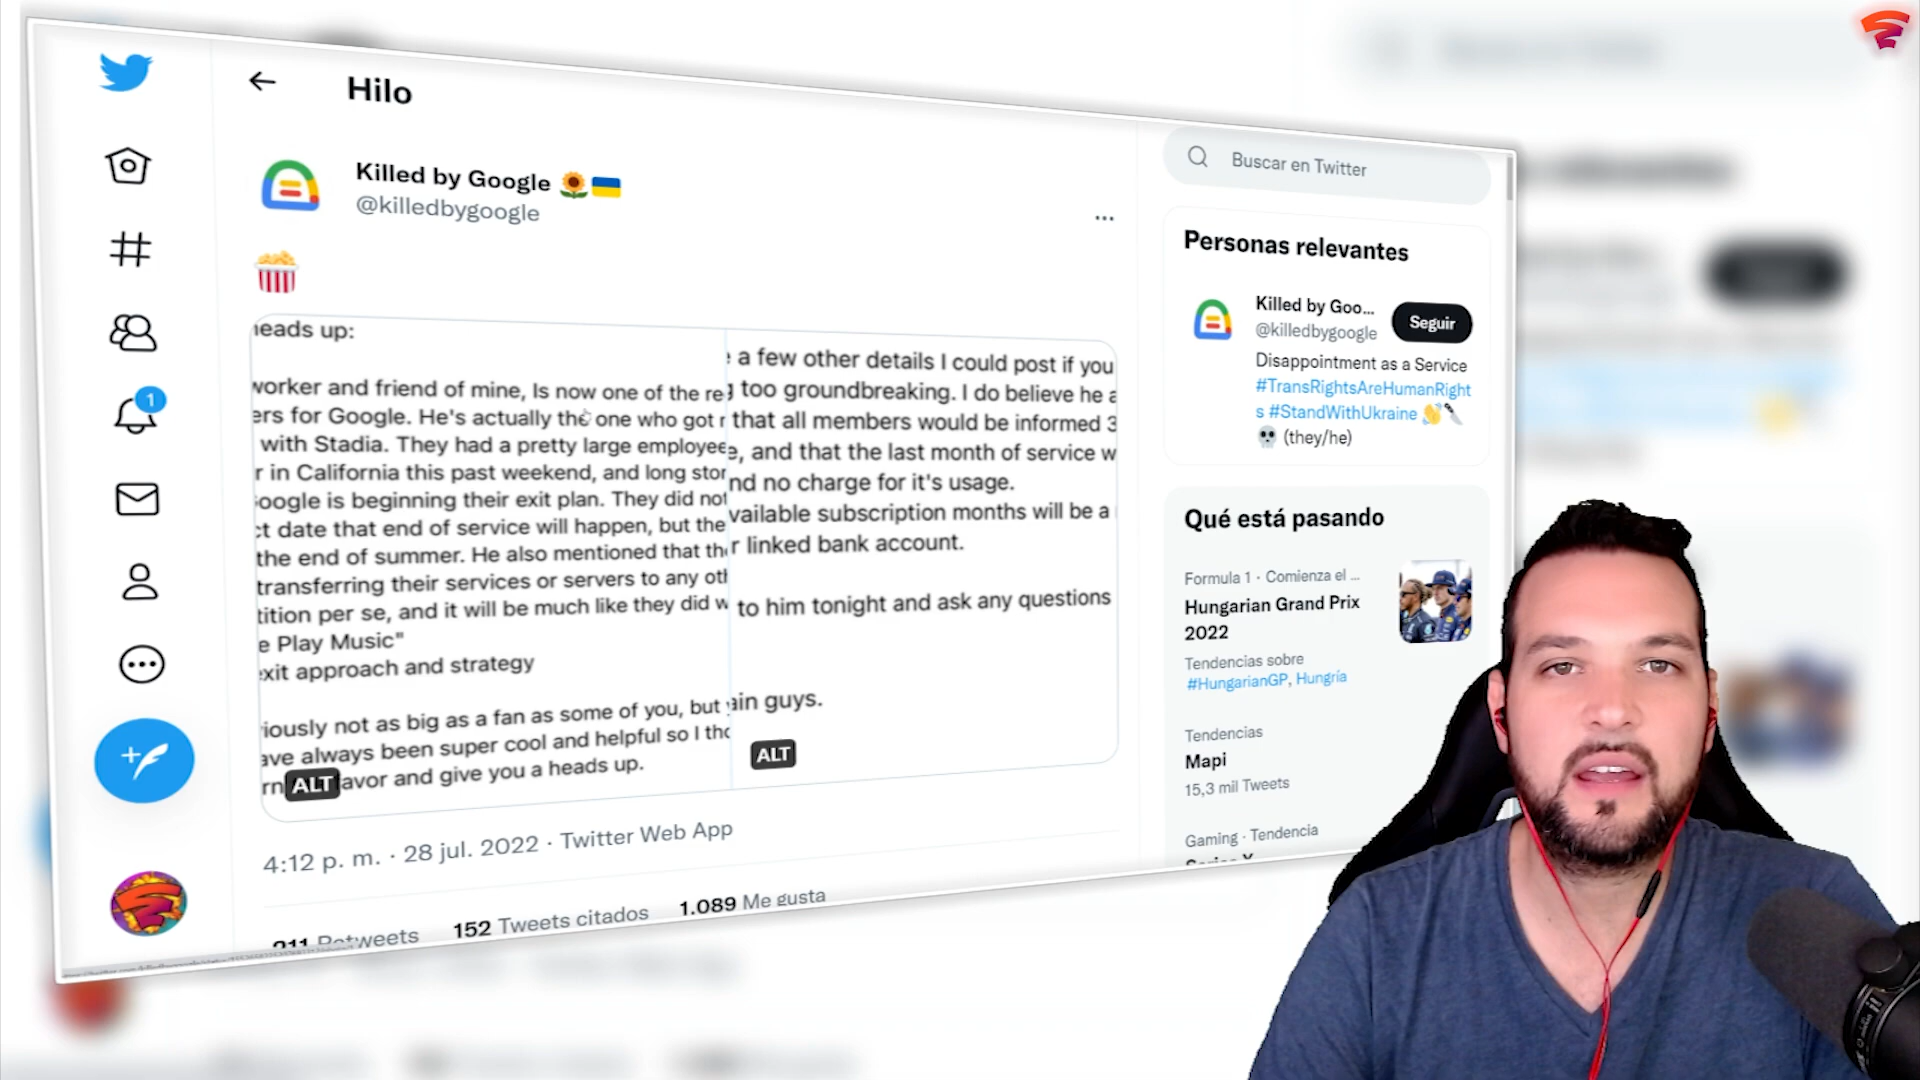 Hilo
Killed by Google
@killedbygoogle
heads up:
worker and friend of mine, Is now one of the re
ers for Google. He's actually the one who got r
with Stadia. They had a pretty large employee
r in California this past weekend, and long stor
Google is beginning their exit plan. They did not
ct date that end of service will happen, but the
the end of summer. He also mentioned that the
transferring their services or servers to any oth
tition per se, and it will be much like they did w
e Play Music"
exit approach and strategy
iously not as big as a fan as some of you, but
ave always been super cool and helpful so I tho
rn avor and give you a heads up.
ALT
a few other details I could post if you
g too groundbreaking. I do believe he a
that all members would be informed 3
e, and that the last month of service w
nd no charge for it's usage.
vailable subscription months will be a
r linked bank account.
to him tonight and ask any questions
ain guys.
ALT
4:12 p. m. · 28 jul. 2022 · Twitter Web App
211 Retweets 152 Tweets citados 1.089 Me gusta
1
Buscar en Twitter
Personas relevantes
Killed by Goo...
@killedbygoogle
Seguir
Disappointment as a Service
#TransRightsAreHumanRight
s #StandWithUkraine
(they/he)
Qué está pasando
Formula 1 · Comienza el ...
Hungarian Grand Prix
2022
Tendencias sobre
#HungarianGP, Hungría
Tendencias
Mapi
15,3 mil Tweets
Gaming · Tendencia